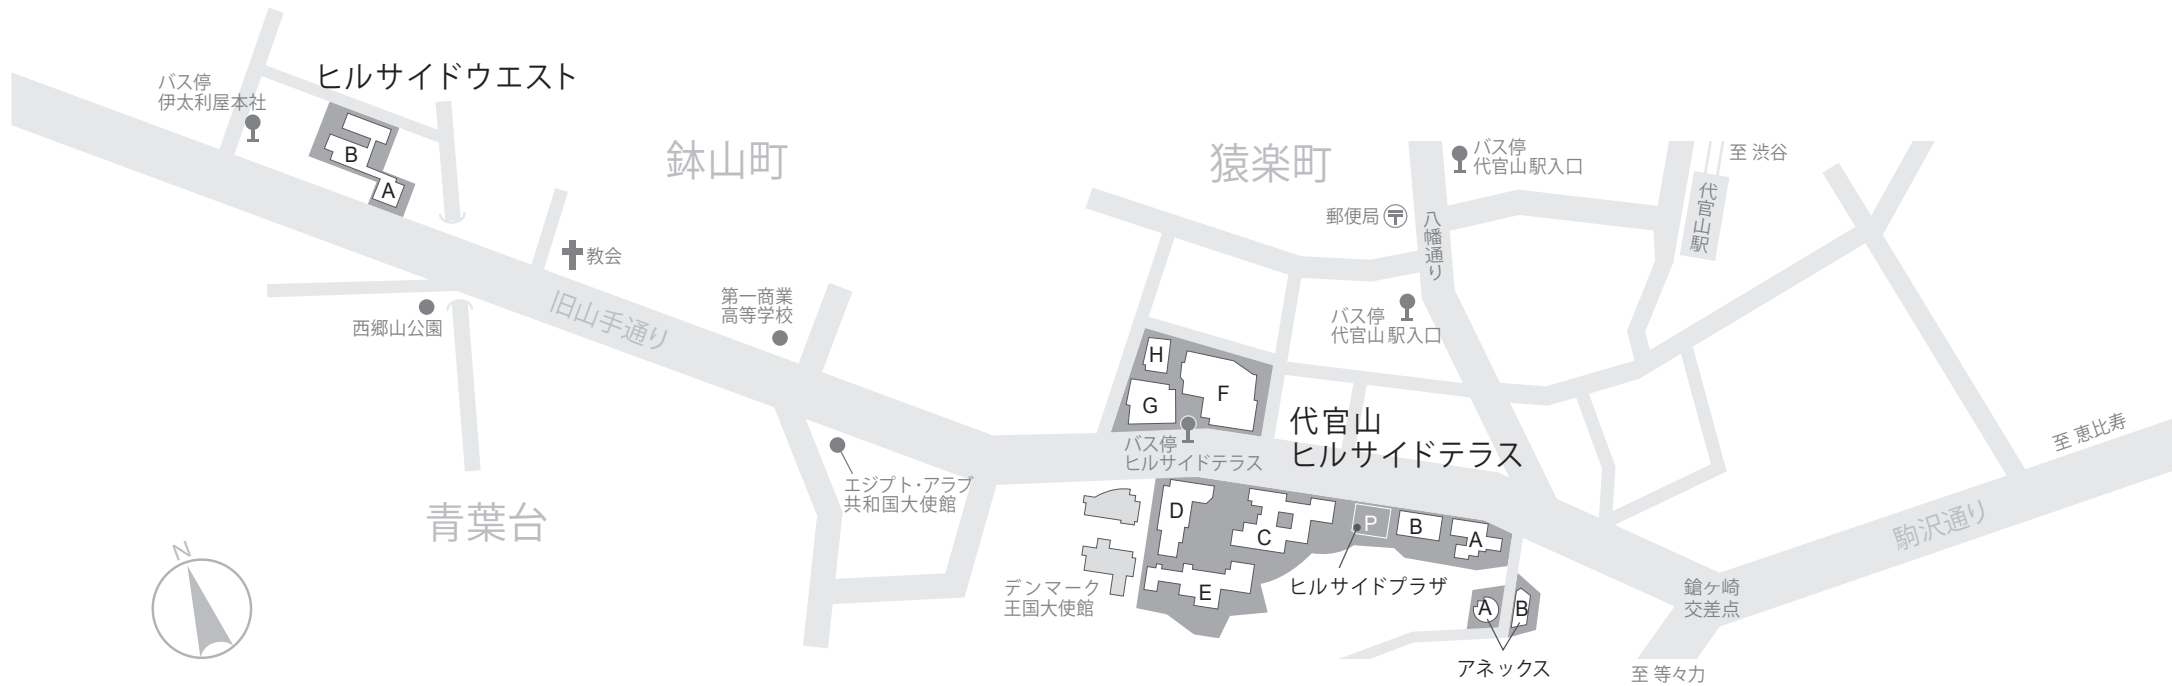 ヒルサイドウエスト
バス停
伊太利屋本社
B
A
鉢山町
猿楽町
バス停
代官山駅入口
至 渋谷
代官山駅
郵便局
八幡通り
教会
第一商業
高等学校
西郷山公園
旧山手通り
バス停
代官山駅入口
H
F
G
代官山
ヒルサイドテラス
バス停
ヒルサイドテラス
至 恵比寿
エジプト・アラブ
共和国大使館
青葉台
D
C
P
B
A
E
駒沢通り
N
デンマーク
王国大使館
ヒルサイドプラザ
A
B
鎗ヶ崎
交差点
アネックス
至 等々力